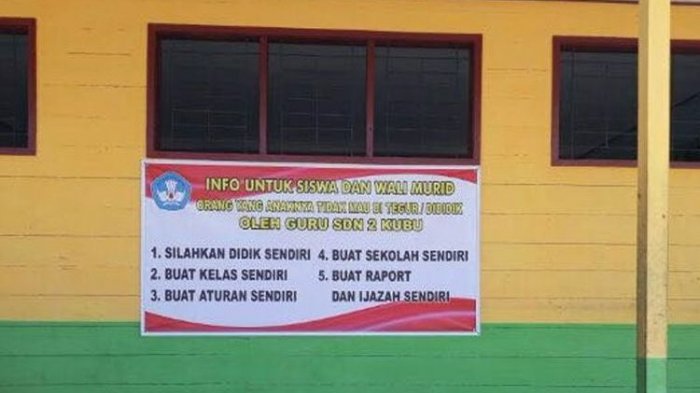 INFO UNTUK SISWA DAN WALI MURID
ORANG YANG ANAKNYA TIDAK MAU DI TEGUR/ DIDIDIK
OLEH GURU SDN 2 KUBU
1. SILAHKAN DIDIK SENDIRI
2. BUAT KELAS SENDIRI
3. BUAT ATURAN SENDIRI
4. BUAT SEKOLAH SENDIRI
5. BUAT RAPORT
DAN IJAZAH SENDIRI